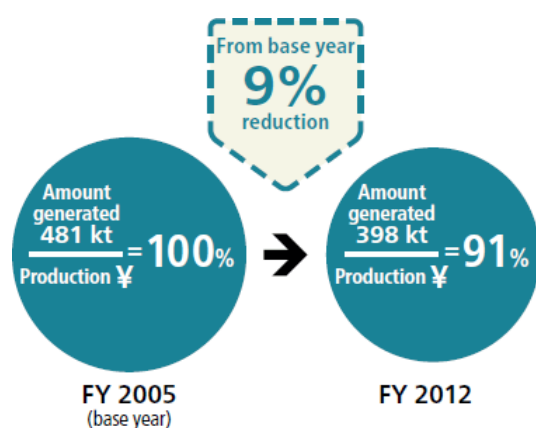 From base year
9%
reduction
Amount
generated
481 kt
Production ¥
=100%
Amount
generated
398 kt
Production ¥
=91%
FY 2005
(base year)
FY 2012